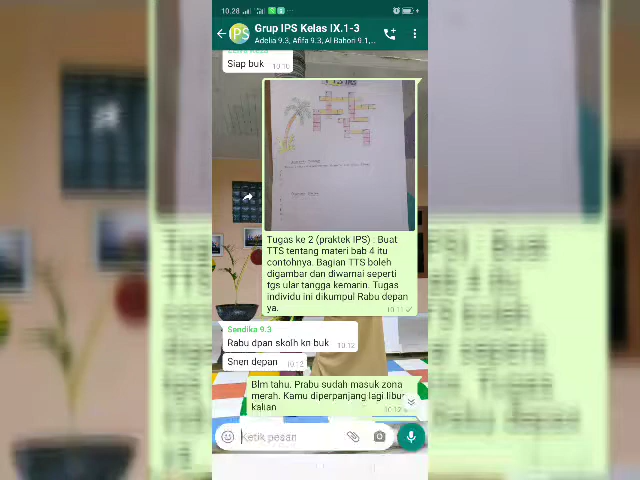 10.28
Grup IPS Kelas IX.1-3
Adelia 9.3, Afifa 9.3, Al Bahori 9.1,...
Siap buk
10:10
TTS IPS
Tugas ke 2 (praktek IPS) : Buat
TTS tentang materi bab 4 itu
contohnya. Bagian TTS boleh
digambar dan diwarnai seperti
tgs ular tangga kemarin. Tugas
individu ini dikumpul Rabu depan
ya.
10:11
Sendika 9.3
Rabu dpan skolh kn buk
10:12
Snen depan
10:12
Blm tahu. Prabu sudah masuk zona
merah. Kamu diperpanjang lagi libur
kalian
10:12
Ketik pesan